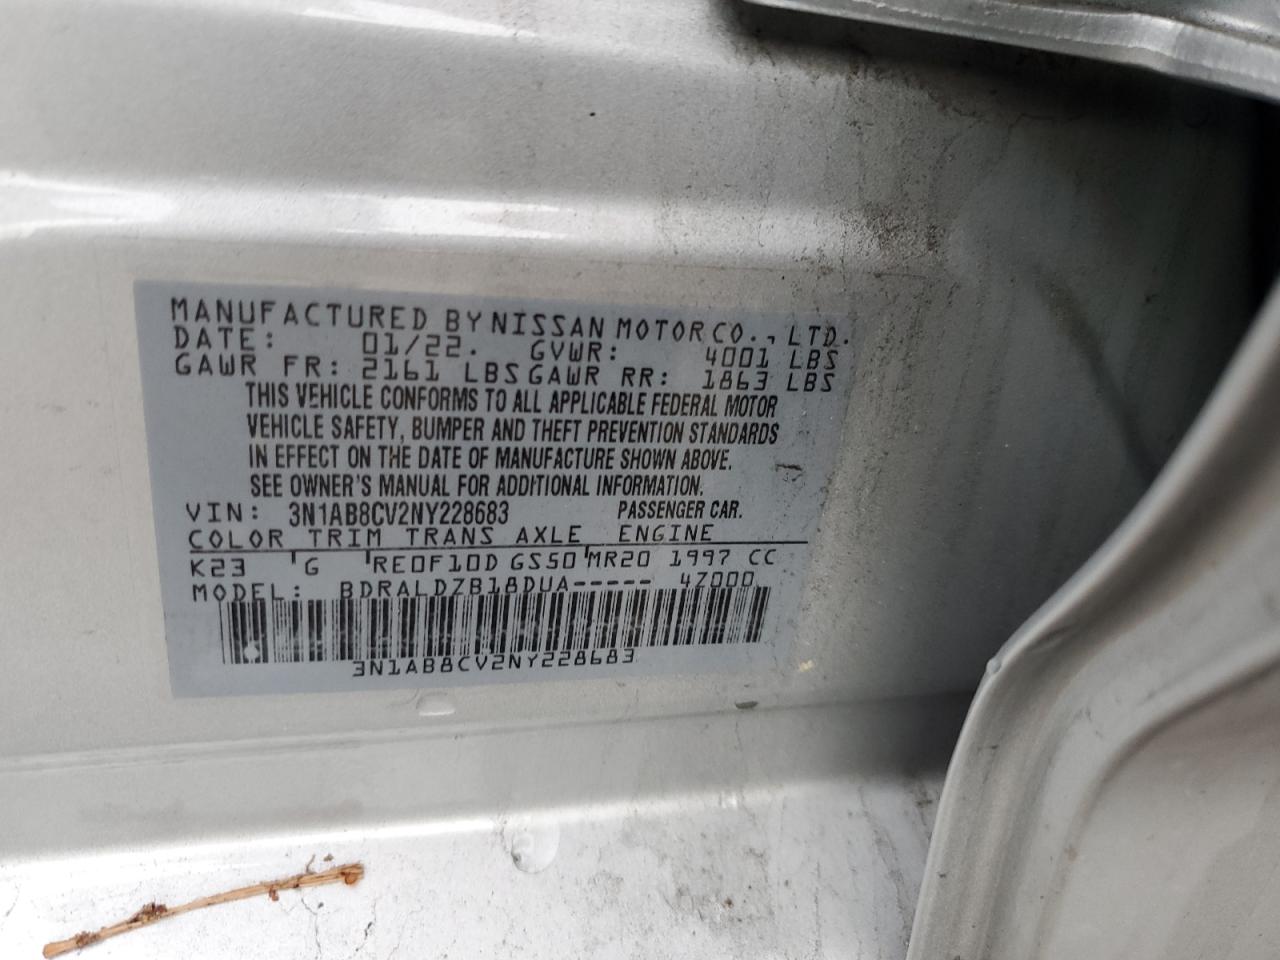 MANUFACTURED BY NISSAN MOTOR CO., LTD.
DATE: 01/22. GVWR: 4001 LBS
GAWR FR: 2161 LBS GAWR RR: 1863 LBS
THIS VEHICLE CONFORMS TO ALL APPLICABLE FEDERAL MOTOR
VEHICLE SAFETY, BUMPER AND THEFT PREVENTION STANDARDS
IN EFFECT ON THE DATE OF MANUFACTURE SHOWN ABOVE.
SEE OWNER'S MANUAL FOR ADDITIONAL INFORMATION.
VIN: 3N1AB8CV2NY228683 PASSENGER CAR.
COLOR TRIM TRANS AXLE ENGINE
K23 G RE0F10D GS50 MR20 1997 CC
MODEL: BDRALDZB18DUA----- 4Z000
3N1AB8CV2NY228683